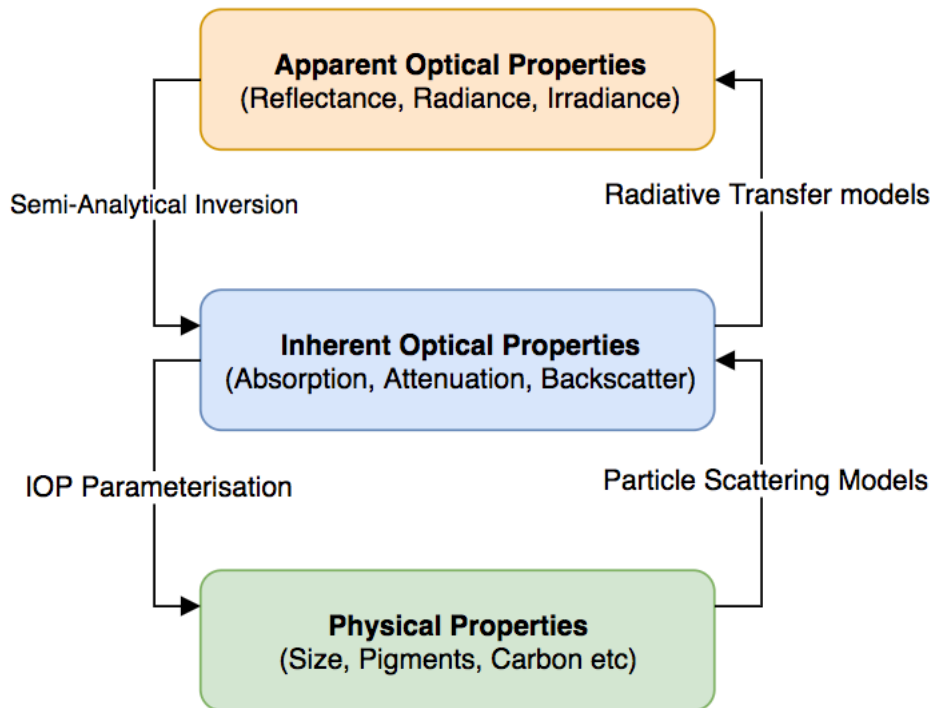 Apparent Optical Properties
(Reflectance, Radiance, Irradiance)
Semi-Analytical Inversion
Radiative Transfer models
Inherent Optical Properties
(Absorption, Attenuation, Backscatter)
IOP Parameterisation
Particle Scattering Models
Physical Properties
(Size, Pigments, Carbon etc)